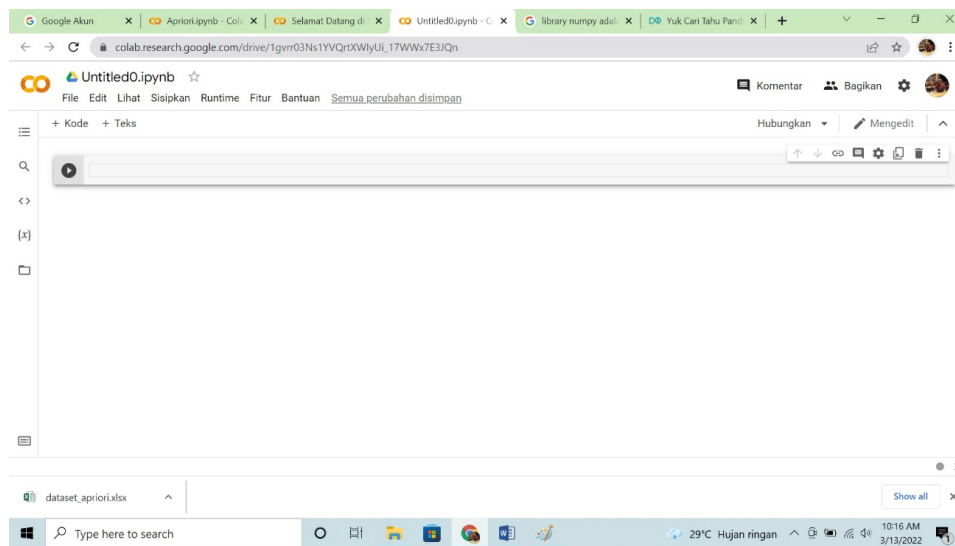 Google Akun
Apriori.ipynb - Cola
Selamat Datang di
Untitled0.ipynb - C
library numpy adal
Yuk Cari Tahu Pand
colab.research.google.com/drive/1gvrr03Ns1YVQrtXWIyUi_17WWx7E3JQn
Untitled0.ipynb
Komentar
Bagikan
File Edit Lihat Sisipkan Runtime Fitur Bantuan Semua perubahan disimpan
+ Kode + Teks
Hubungkan
Mengedit
{x}
dataset_apriori.xlsx
Show all
Type here to search
29°C Hujan ringan
10:16 AM
3/13/2022